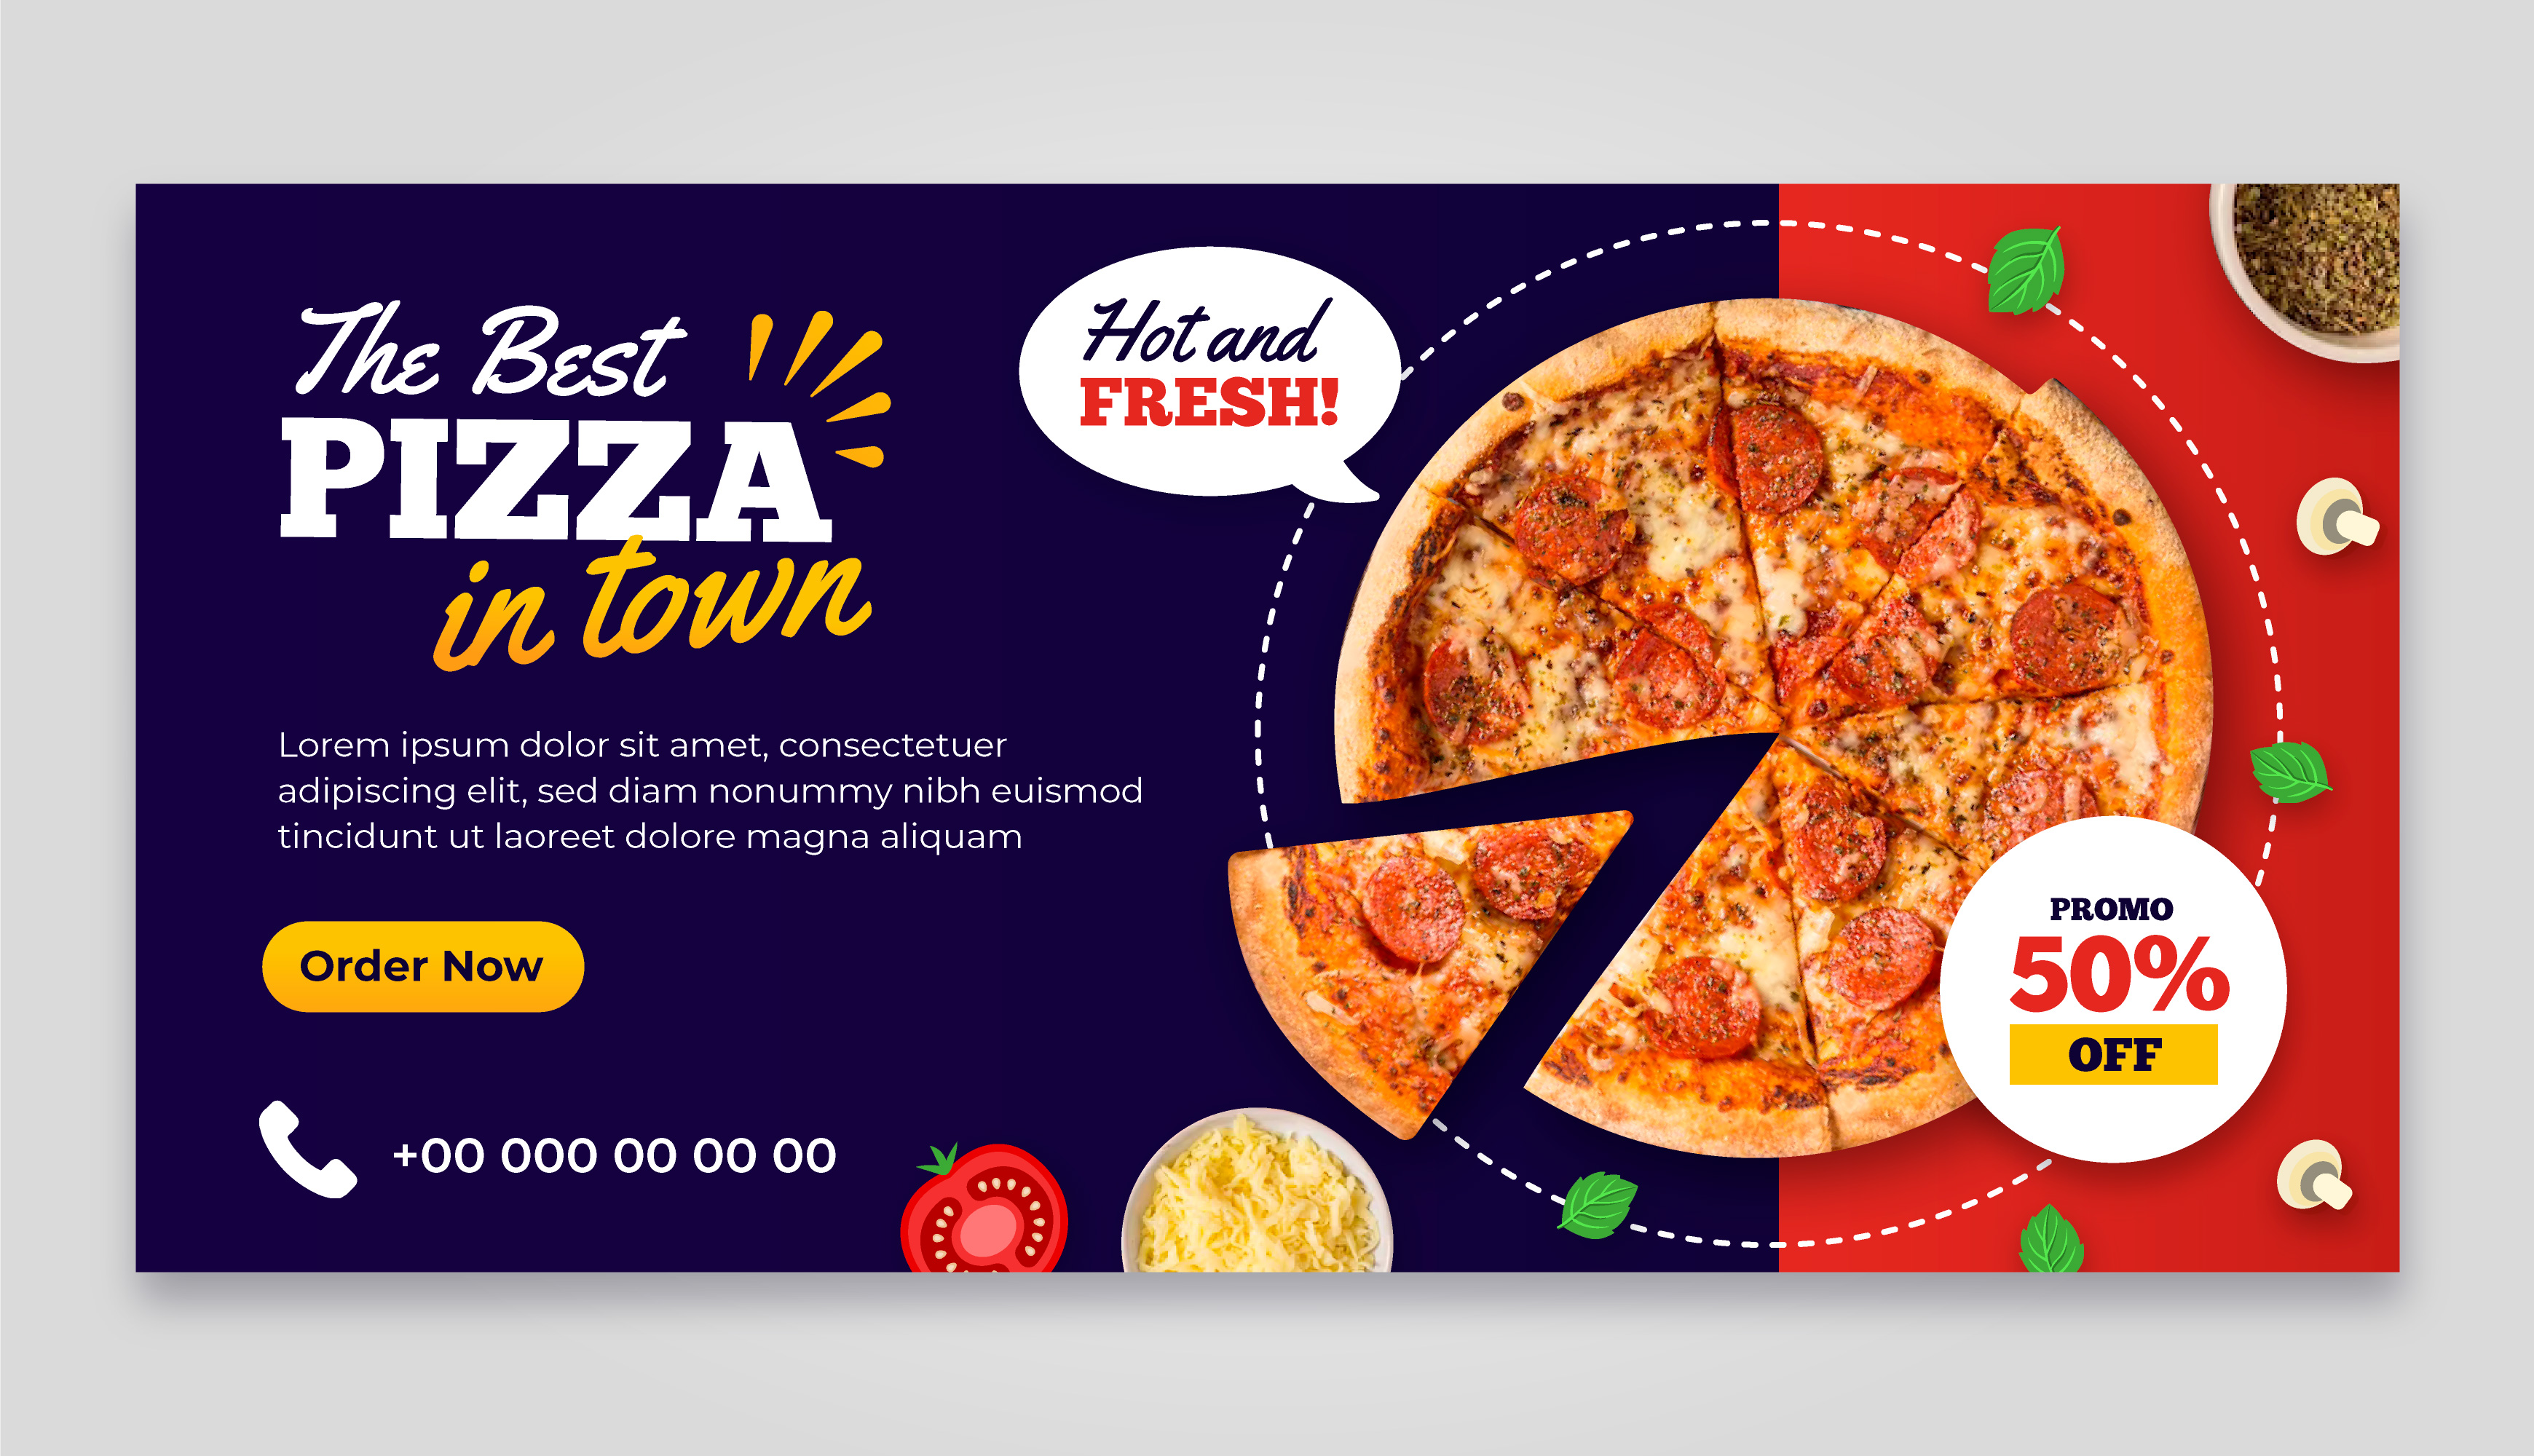 The Best
PIZZA
in town
Lorem ipsum dolor sit amet, consectetuer
adipiscing elit, sed diam nonummy nibh euismod
tincidunt ut laoreet dolore magna aliquam
Order Now
+00 000 00 00 00
Hot and
FRESH!
PROMO
50%
OFF